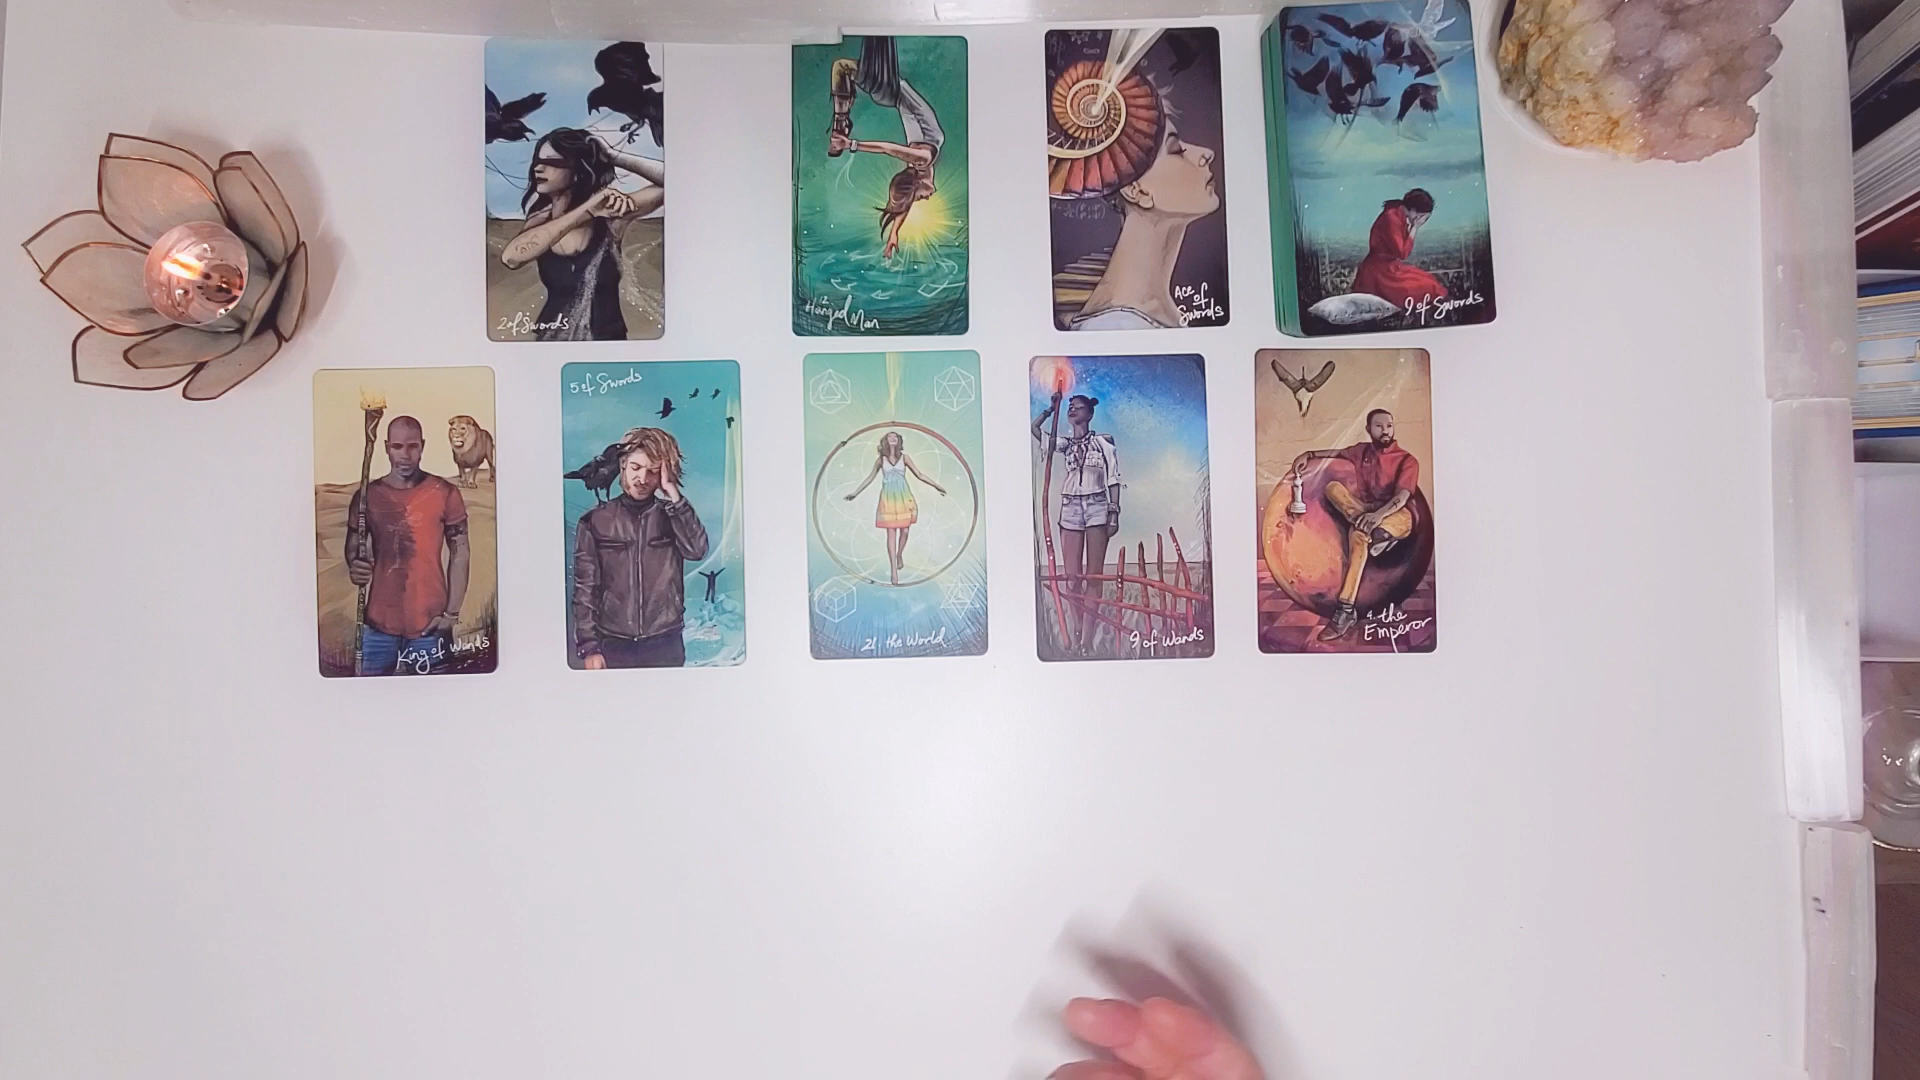 2 of Swords
12
Hanged Man
Ace
of
Swords
9 of Swords
King of Wands
5 of Swords
21. the World
9 of Wands
4. the
Emperor